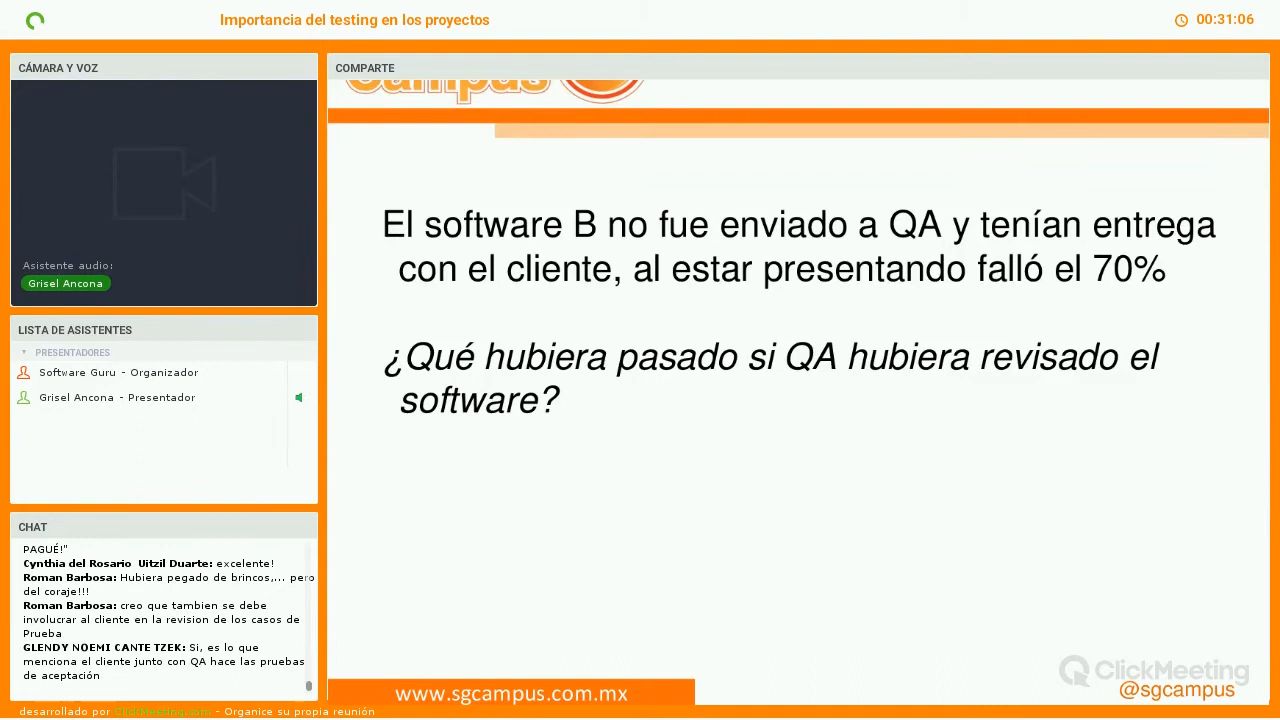 Importancia del testing en los proyectos
00:31:06
CÁMARA Y VOZ
Asistente audio:
Grisel Ancona
LISTA DE ASISTENTES
PRESENTADORES
Software Guru - Organizador
Grisel Ancona - Presentador
CHAT
PAGUÉ!"
Cynthia del Rosario Uitzil Duarte: excelente!
Roman Barbosa: Hubiera pegado de brincos,... pero
del coraje!!!
Roman Barbosa: creo que tambien se debe
involucrar al cliente en la revision de los casos de
Prueba
GLENDY NOEMI CANTE TZEK: Si, es lo que
menciona el cliente junto con QA hace las pruebas
de aceptación
desarrollado por ClickMeeting.com - Organice su propia reunión
COMPARTE
Campus
El software B no fue enviado a QA y tenían entrega
con el cliente, al estar presentando falló el 70%
¿Qué hubiera pasado si QA hubiera revisado el
software?
ClickMeeting
www.sgcampus.com.mx
@sgcampus